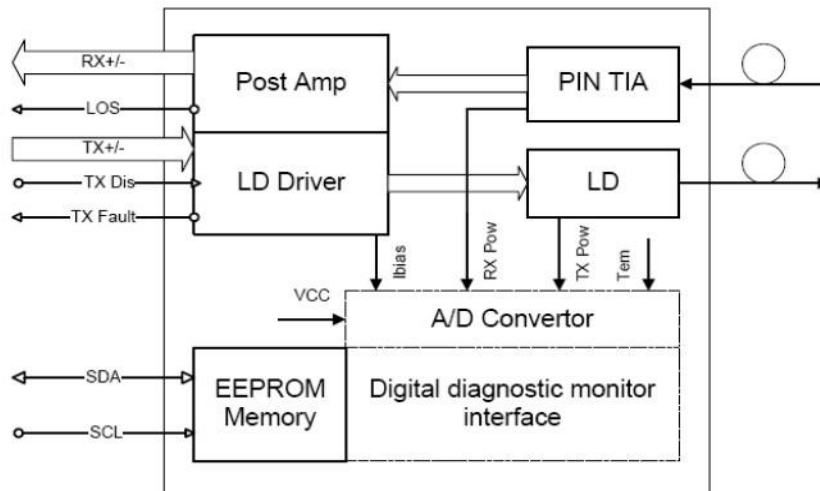 RX+/-
Post Amp
PIN TIA
LOS
TX+/-
TX Dis
LD Driver
LD
TX Fault
Ibias
RX Pow
TX Pow
Tem
VCC
A/D Convertor
SDA
EEPROM
Memory
Digital diagnostic monitor
interface
SCL